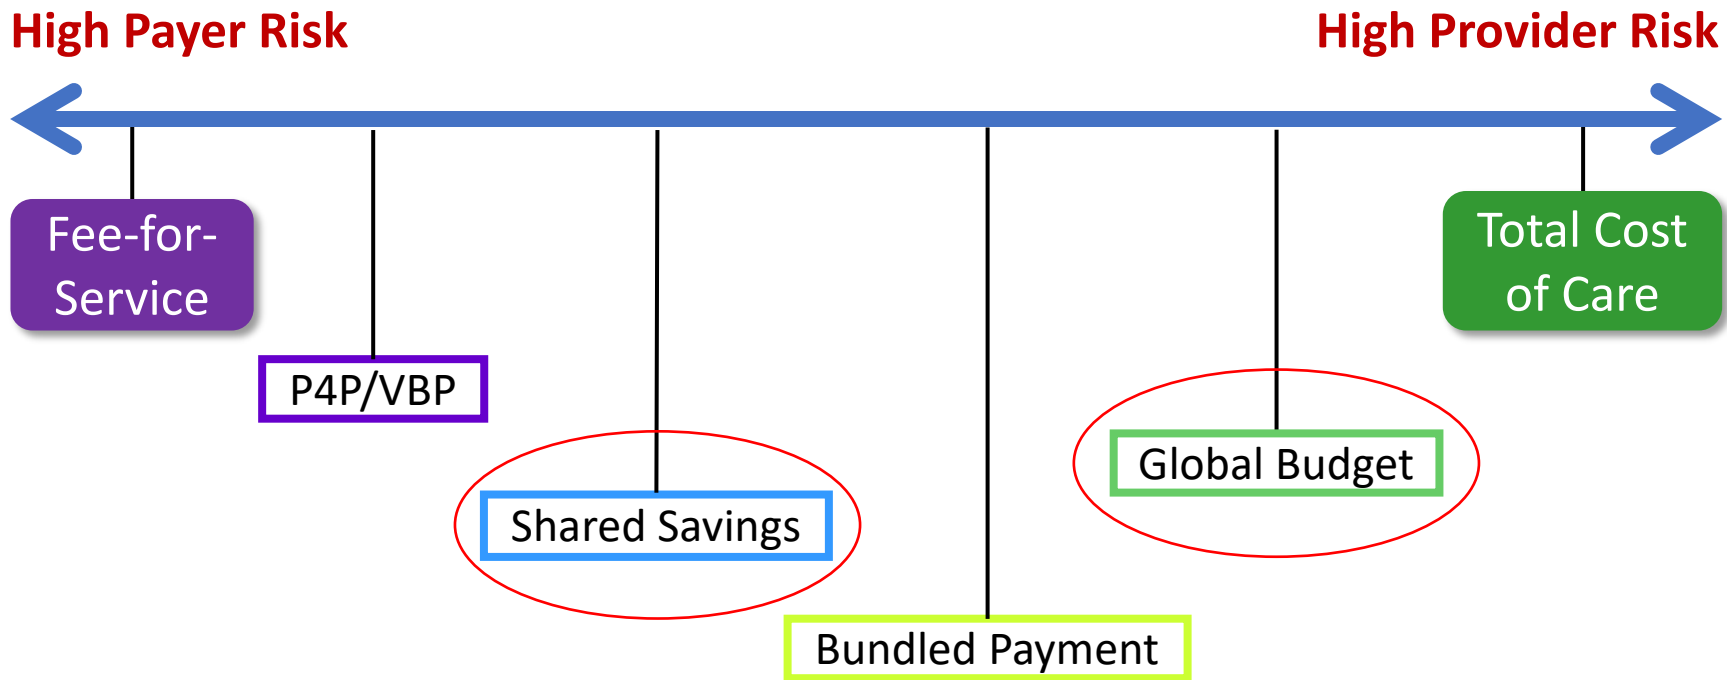 High Payer Risk
High Provider Risk
Fee-for-
Service
Total Cost
of Care
P4P/VBP
Global Budget
Shared Savings
Bundled Payment